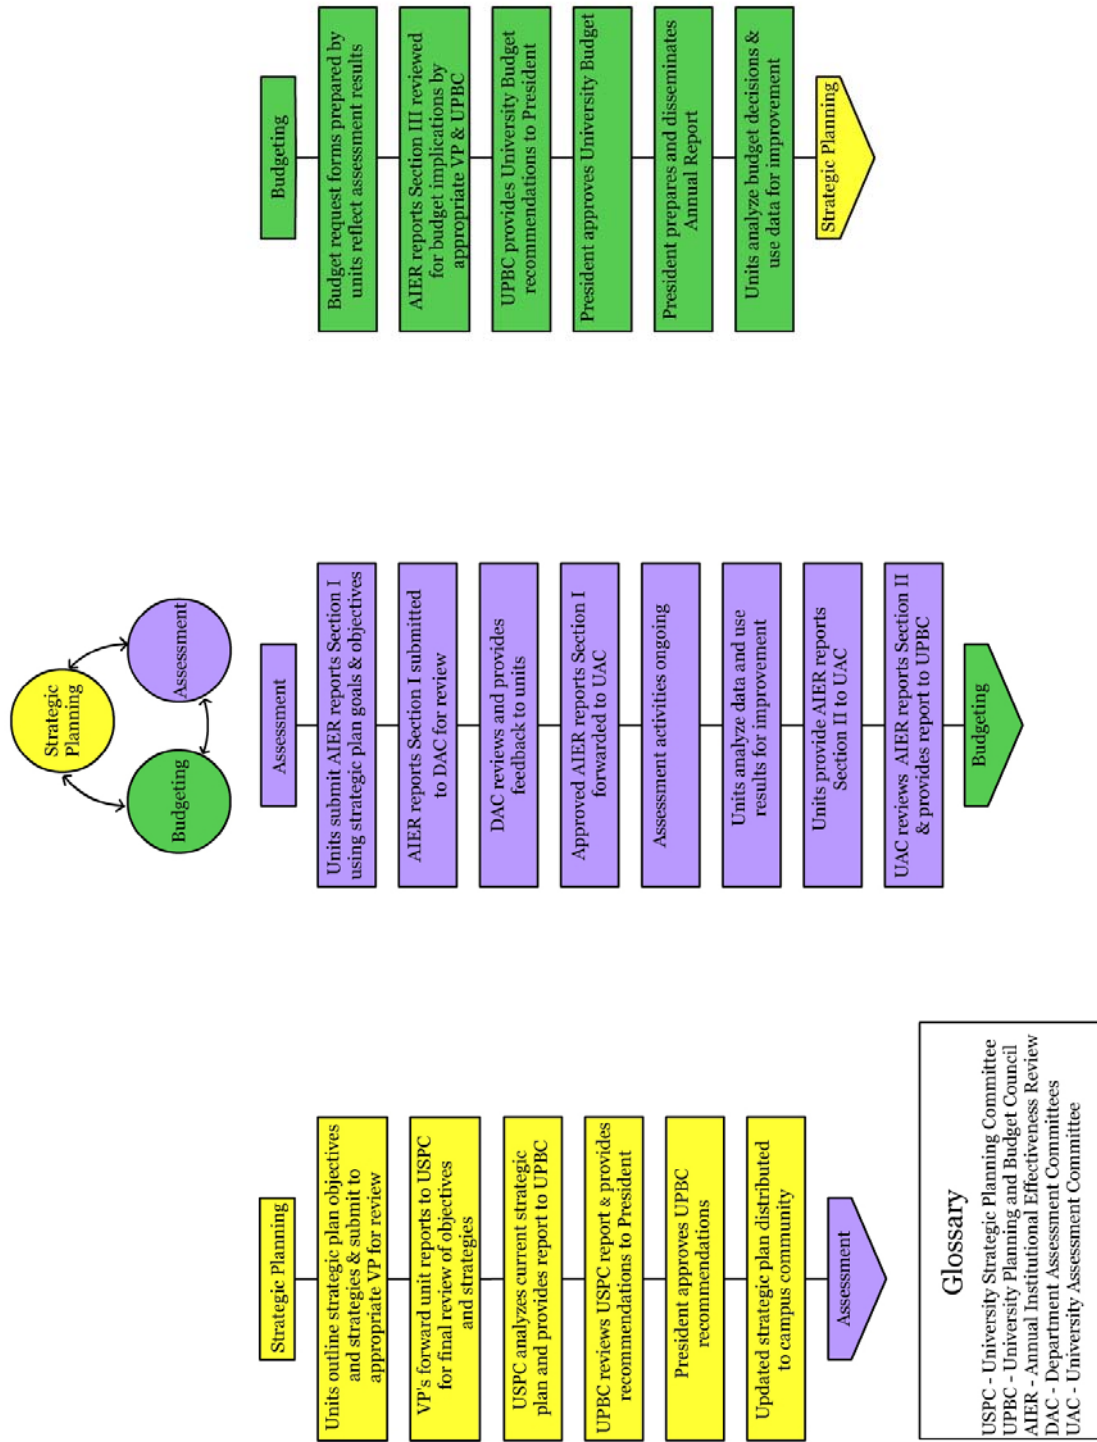 Strategic
Planning
Budgeting
Assessment
Strategic Planning
Units outline strategic plan objectives
and strategies & submit to
appropriate VP for review
VP's forward unit reports to USPC
for final review of objectives
and strategies
USPC analyzes current strategic
plan and provides report to UPBC
UPBC reviews USPC report & provides
recommendations to President
President approves UPBC
recommendations
Updated strategic plan distributed
to campus community
Assessment
Assessment
Units submit AIER reports Section I
using strategic plan goals & objectives
AIER reports Section I submitted
to DAC for review
DAC reviews and provides
feedback to units
Approved AIER reports Section I
forwarded to UAC
Assessment activities ongoing
Units analyze data and use
results for improvement
Units provide AIER reports
Section II to UAC
UAC reviews AIER reports Section II
& provides report to UPBC
Budgeting
Budgeting
Budget request forms prepared by
units reflect assessment results
AIER reports Section III reviewed
for budget implications by
appropriate VP & UPBC
UPBC provides University Budget
recommendations to President
President approves University Budget
President prepares and disseminates
Annual Report
Units analyze budget decisions &
use data for improvement
Strategic Planning
Glossary
USPC - University Strategic Planning Committee
UPBC - University Planning and Budget Council
AIER - Annual Institutional Effectiveness Review
DAC - Department Assessment Committees
UAC - University Assessment Committee